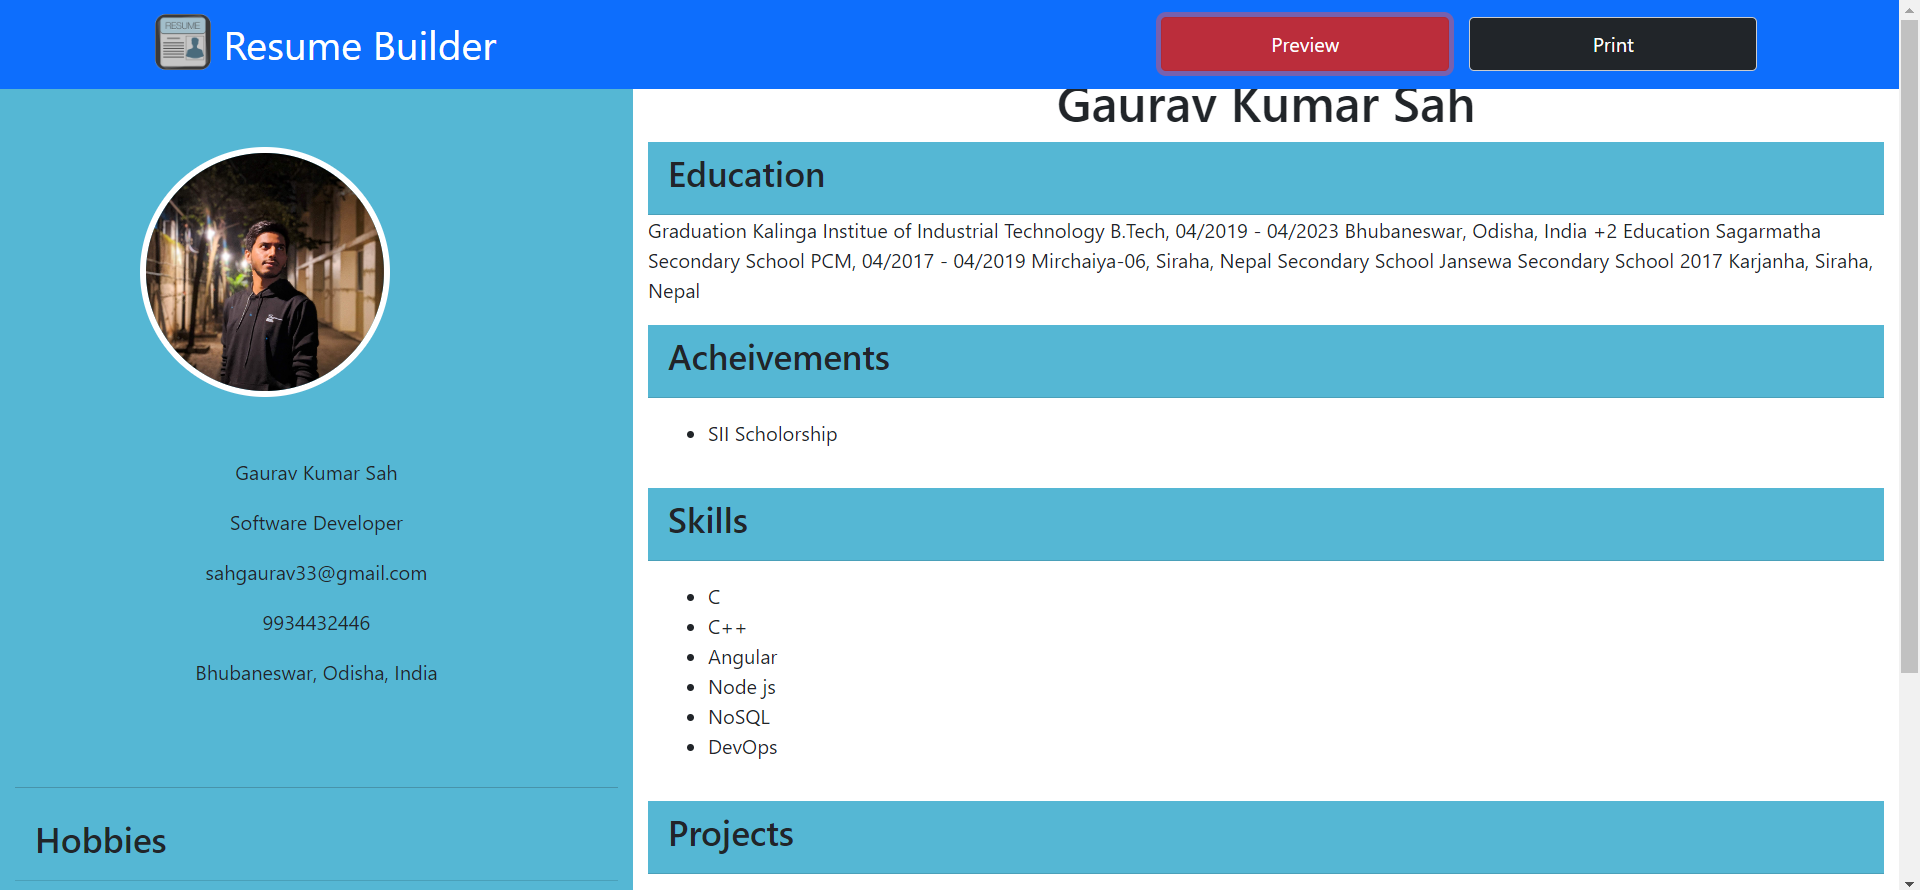 RESUME
Resume Builder
Preview
Print
Gaurav Kumar Sah
Software Developer
sahgaurav33@gmail.com
9934432446
Bhubaneswar, Odisha, India
Hobbies
Gaurav Kumar Sah
Education
Graduation Kalinga Institue of Industrial Technology B.Tech, 04/2019 - 04/2023 Bhubaneswar, Odisha, India +2 Education Sagarmatha
Secondary School PCM, 04/2017 - 04/2019 Mirchaiya-06, Siraha, Nepal Secondary School Jansewa Secondary School 2017 Karjanha, Siraha,
Nepal
Acheivements
• SII Scholorship
Skills
• C
• C++
• Angular
• Node js
• NoSQL
• DevOps
Projects